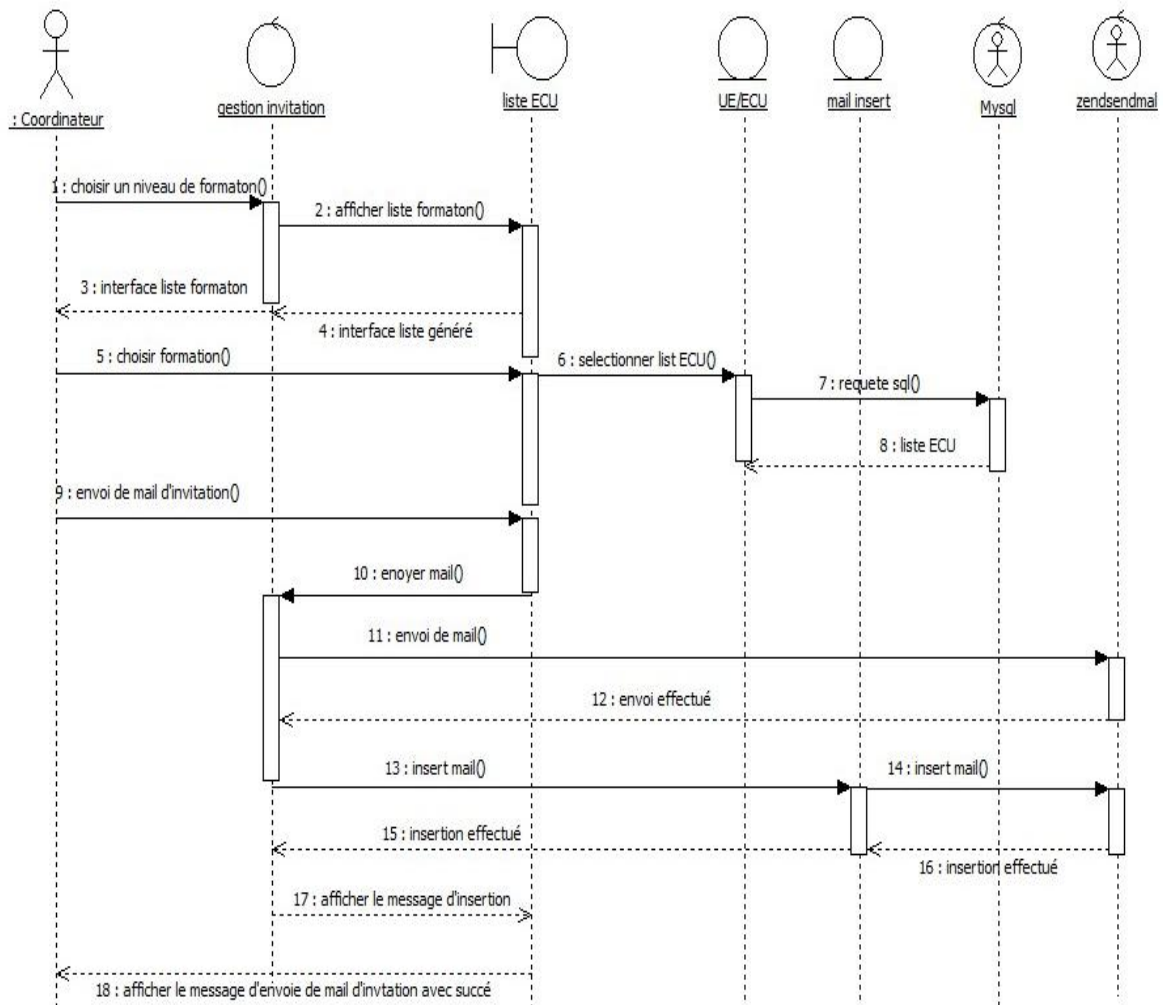 : Coordinateur
gestion invitation
liste ECU
UE/ECU
mail insert
Mysql
zendsendmal
1 : choisir un niveau de formaton()
2 : afficher liste formaton()
3 : interface liste formaton
4 : interface liste généré
5 : choisir formation()
6 : selectionner list ECU()
7 : requete sql()
8 : liste ECU
9 : envoi de mail d'invitation()
10 : enoyer mail()
11 : envoi de mail()
12 : envoi effectué
13 : insert mail()
14 : insert mail()
15 : insertion effectué
16 : insertion effectué
17 : afficher le message d'insertion
18 : afficher le message d'envoie de mail d'invtation avec succé